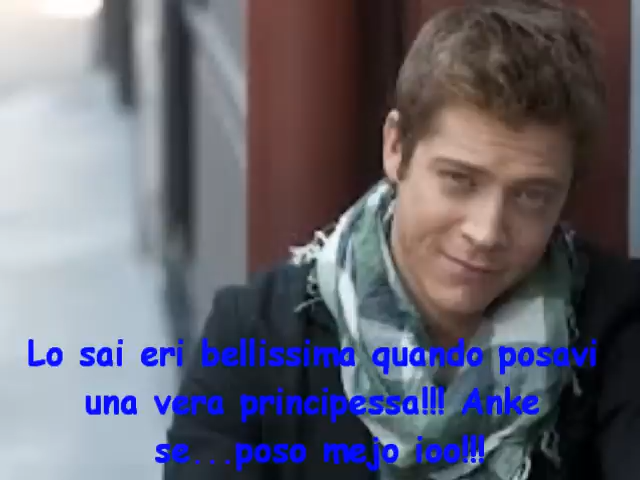 Lo sai eri bellissima quando posavi
una vera principessa!!! Anke
se...poso mejo ioo!!!